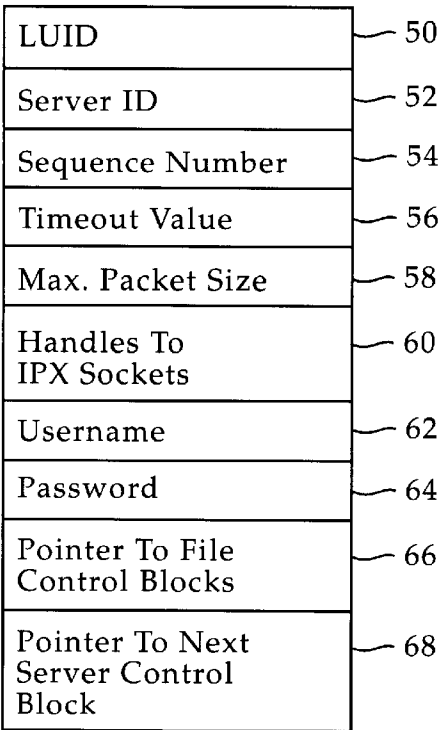 LUID 50
Server ID 52
Sequence Number 54
Timeout Value 56
Max. Packet Size 58
Handles To 60
IPX Sockets
Username 62
Password 64
Pointer To File 66
Control Blocks
Pointer To Next 68
Server Control
Block